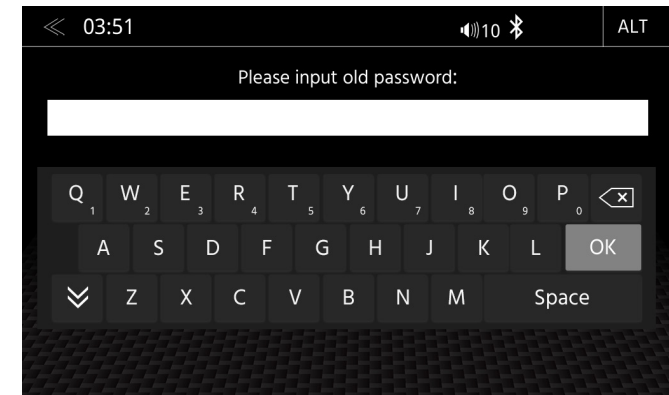 03:51 10 ALT
Please input old password:
Q 1 W 2 E 3 R 4 T 5 Y 6 U 7 I 8 O 9 P 0
A S D F G H J K L OK
Z X C V B N M Space